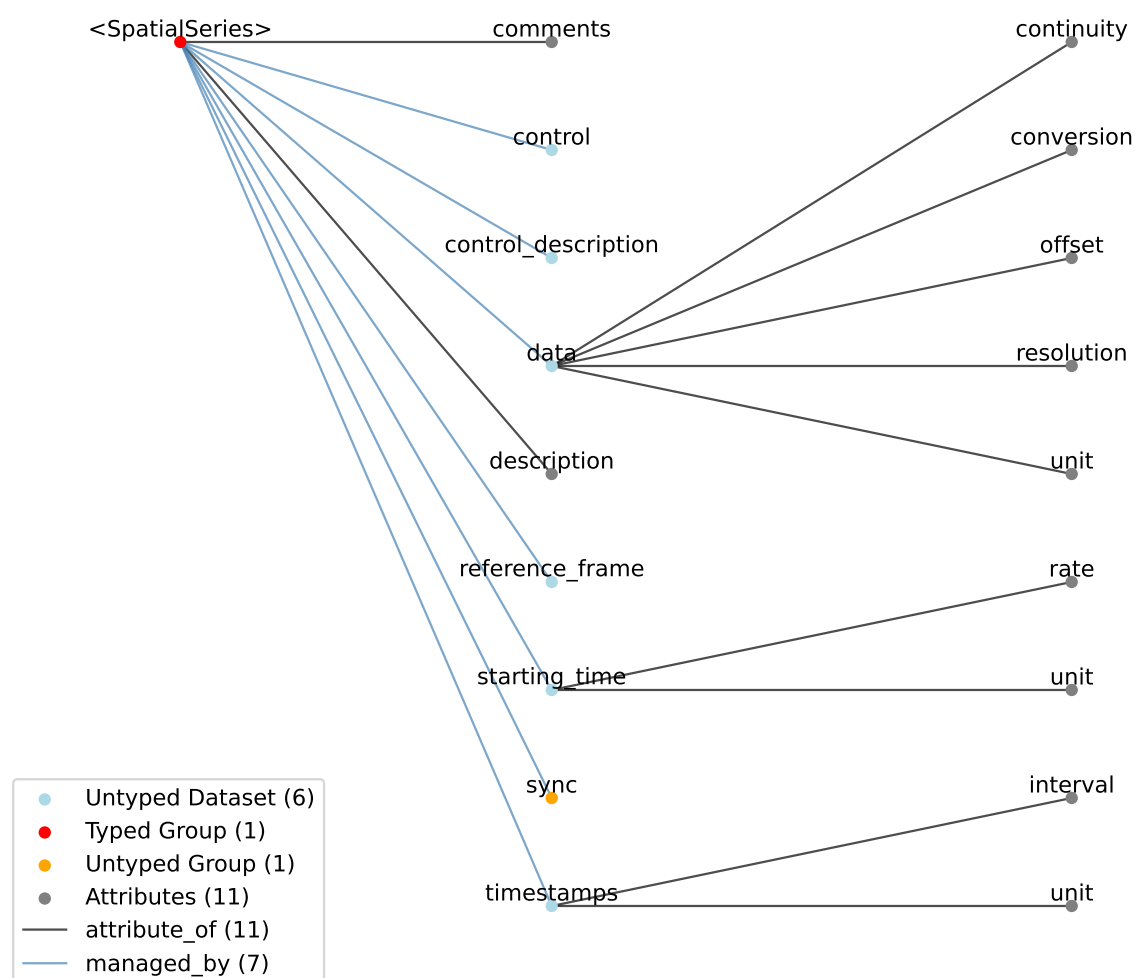 <SpatialSeries>
comments
continuity
control
conversion
control_description
offset
data
resolution
description
unit
reference_frame
rate
starting_time
unit
sync
interval
timestamps
unit
Untyped Dataset (6)
Typed Group (1)
Untyped Group (1)
Attributes (11)
attribute_of (11)
managed_by (7)